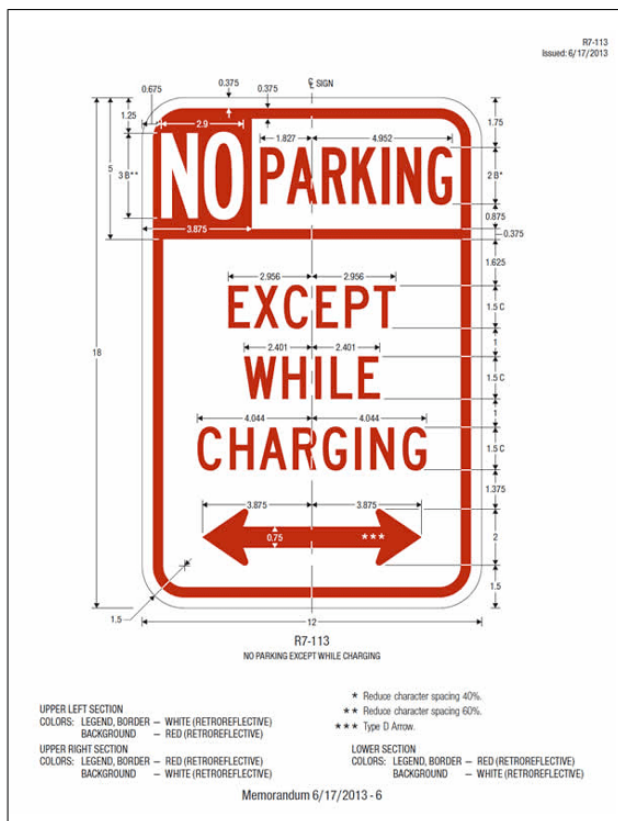 R7-113
Issued: 6/17/2013
℄ SIGN
0.375
0.375
0.675
1.25
2.9
1.827
4.952
1.75
3 B**
5
NO PARKING
2 B*
0.875
3.875
0.375
1.625
2.956
2.956
EXCEPT
1.5 C
2.401
2.401
1
18
WHILE
1.5 C
4.044
4.044
1
CHARGING
1.5 C
1.375
3.875
3.875
0.75
***
2
1.5
1.5
12
R7-113
NO PARKING EXCEPT WHILE CHARGING
* Reduce character spacing 40%.
** Reduce character spacing 60%.
*** Type D Arrow.
UPPER LEFT SECTION
COLORS: LEGEND, BORDER – WHITE (RETROREFLECTIVE)
BACKGROUND – RED (RETROREFLECTIVE)
UPPER RIGHT SECTION
COLORS: LEGEND, BORDER – RED (RETROREFLECTIVE)
BACKGROUND – WHITE (RETROREFLECTIVE)
LOWER SECTION
COLORS: LEGEND, BORDER – RED (RETROREFLECTIVE)
BACKGROUND – WHITE (RETROREFLECTIVE)
Memorandum 6/17/2013 - 6